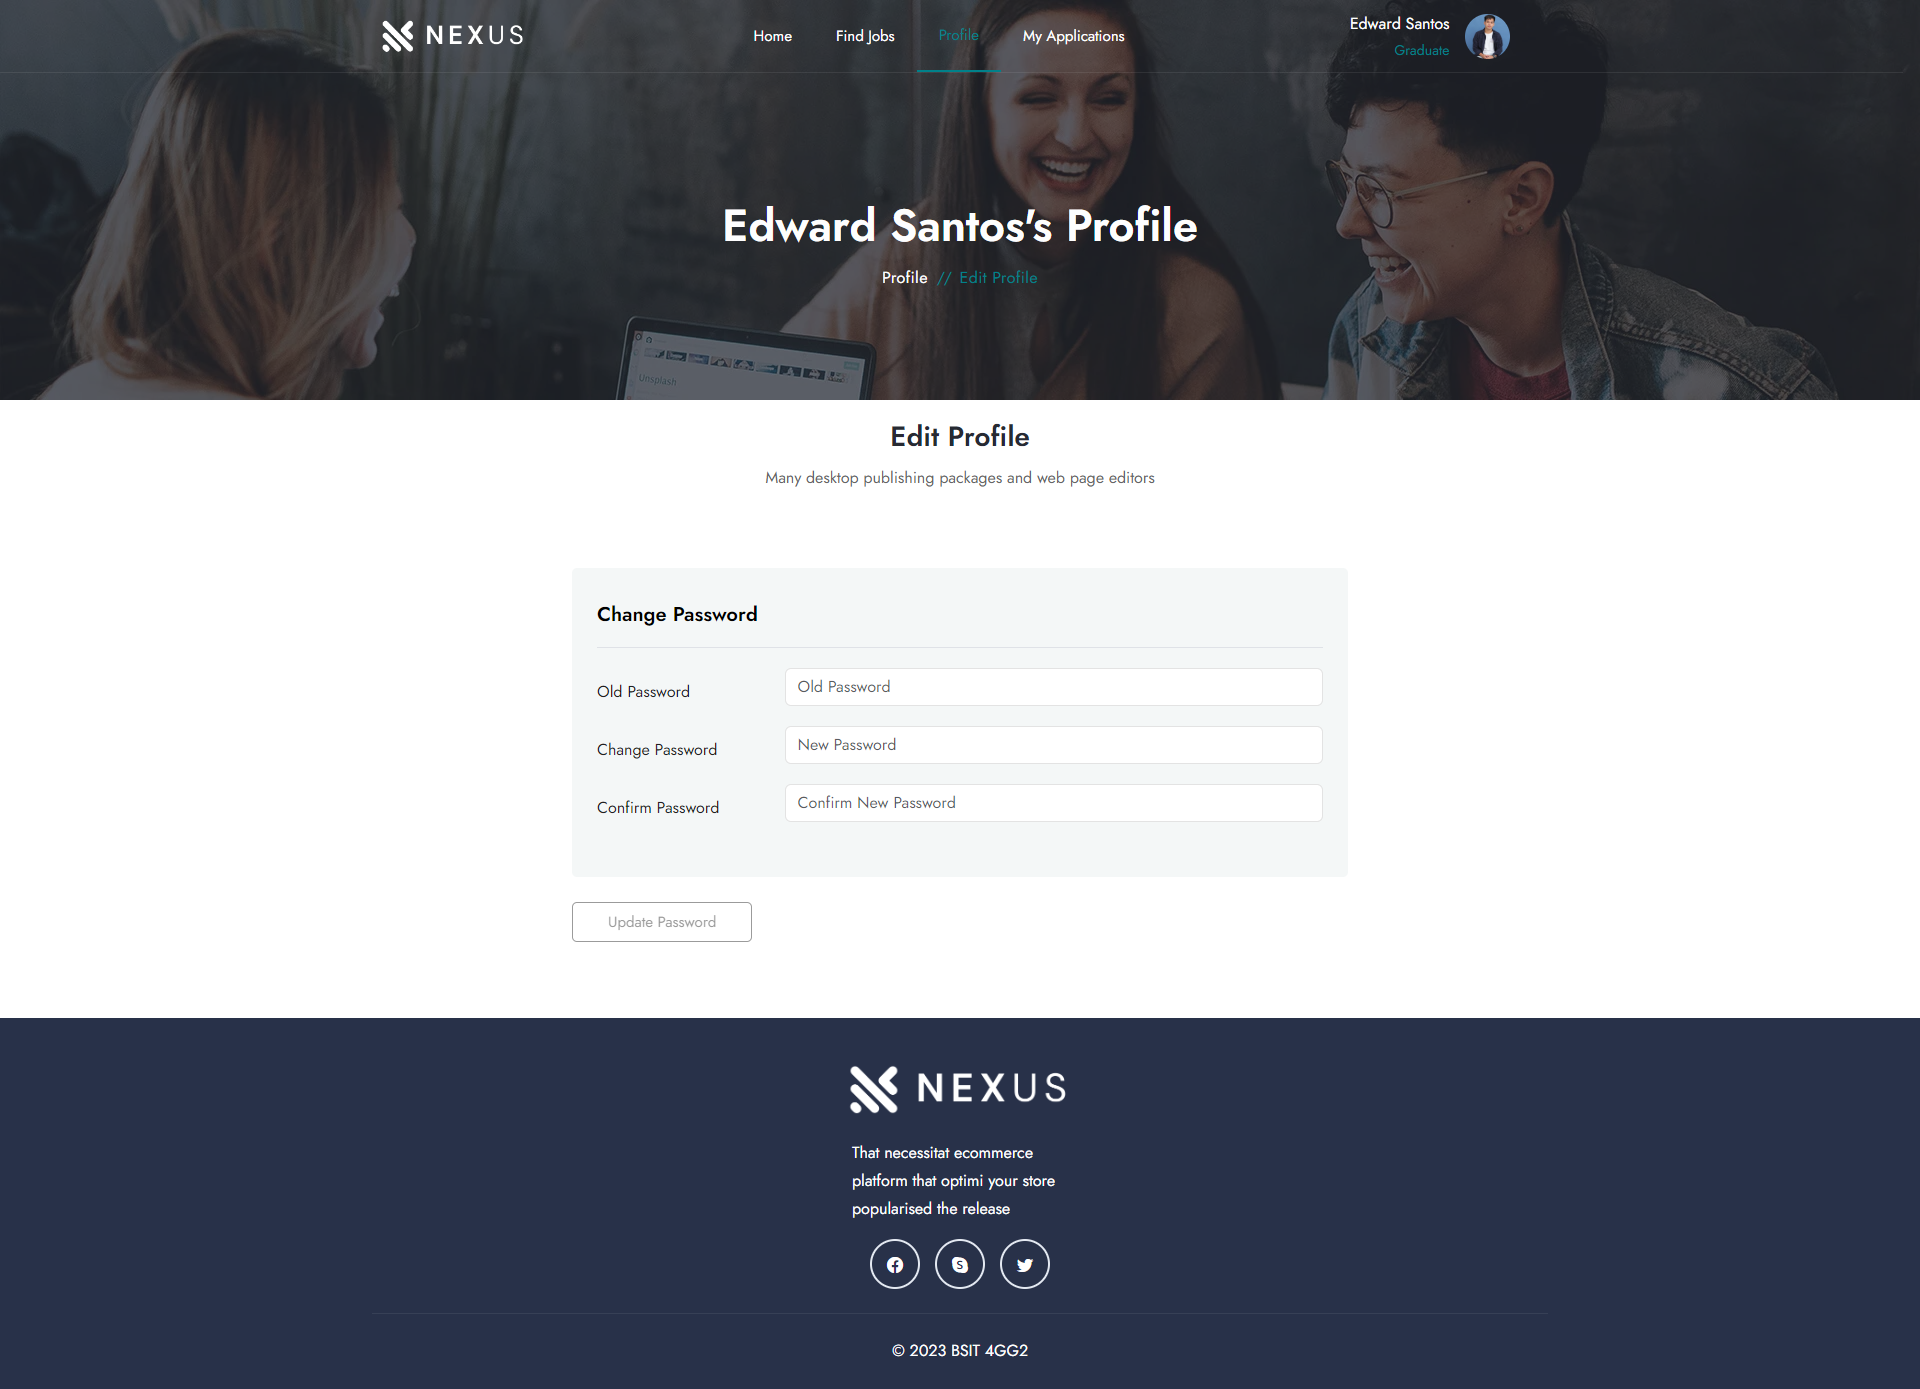 NEXUS
Home
Find Jobs
Profile
My Applications
Edward Santos
Graduate
Edward Santos's Profile
Profile // Edit Profile
Unsplash
Edit Profile
Many desktop publishing packages and web page editors
Change Password
Old Password
Old Password
Change Password
New Password
Confirm Password
Confirm New Password
Update Password
NEXUS
That necessitat ecommerce
platform that optimi your store
popularised the release
© 2023 BSIT 4GG2